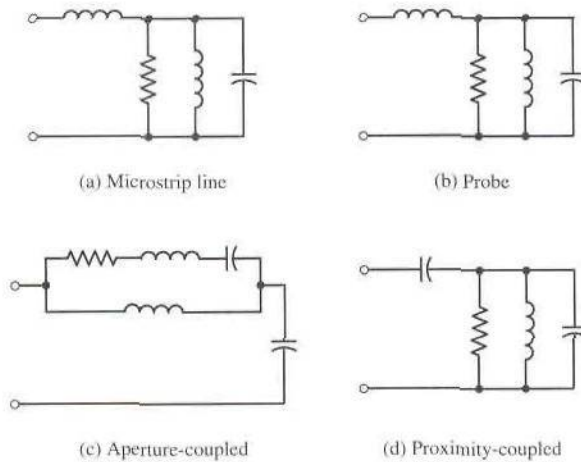 (a) Microstrip line
(b) Probe
(c) Aperture-coupled
(d) Proximity-coupled